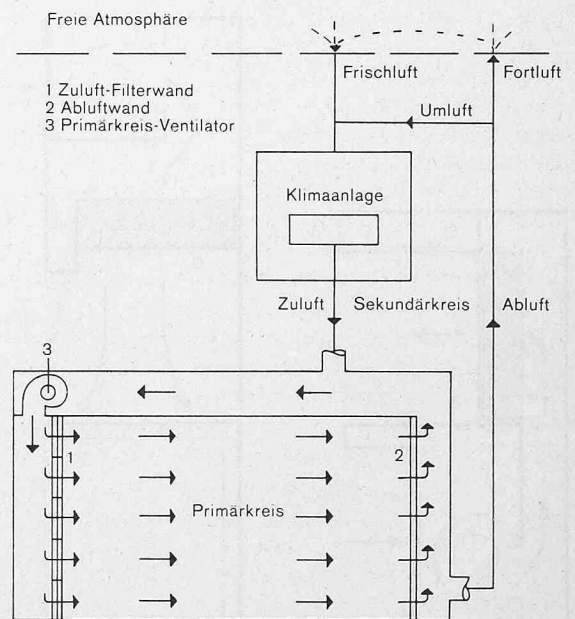 Freie Atmosphäre
Frischluft
Fortluft
1 Zuluft-Filterwand
2 Abluftwand
3 Primärkreis-Ventilator
Umluft
Klimaanlage
Zuluft
Sekundärkreis
Abluft
3
1
2
Primärkreis